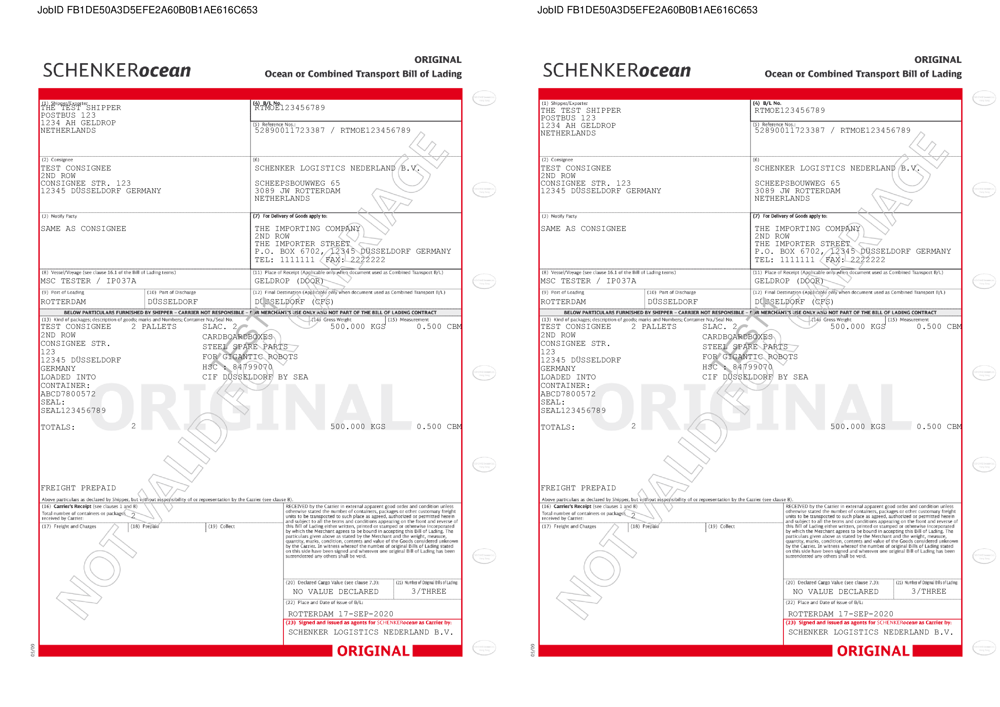 JobID FB1DE50A3D5EFE2A60B0B1AE616C653
ORIGINAL
SCHENKERocean
Ocean or Combined Transport Bill of Lading
(1) Shipper/Exporter
THE TEST SHIPPER
POSTBUS 123
1234 AH GELDROP
NETHERLANDS
(4) B/L No.
RTMOE123456789
(5) Reference Nos.:
52890011723387 / RTMOE123456789
(2) Consignee
TEST CONSIGNEE
2ND ROW
CONSIGNEE STR. 123
12345 DÜSSELDORF GERMANY
(6)
SCHENKER LOGISTICS NEDERLAND B.V.
SCHEEPSBOUWWEG 65
3089 JW ROTTERDAM
NETHERLANDS
(3) Notify Party
SAME AS CONSIGNEE
(7) For Delivery of Goods apply to:
THE IMPORTING COMPANY
2ND ROW
THE IMPORTER STREET
P.O. BOX 6702, 12345 DÜSSELDORF GERMANY
TEL: 1111111 FAX: 2222222
(8) Vessel/Voyage (see clause 16.1 of the Bill of Lading terms)
MSC TESTER / IP037A
(11) Place of Receipt (Applicable only when document used as Combined Transport B/L)
GELDROP (DOOR)
(9) Port of Loading
ROTTERDAM
(10) Port of Discharge
DÜSSELDORF
(12) Final Destination (Applicable only when document used as Combined Transport B/L)
DÜSSELDORF (CFS)
BELOW PARTICULARS FURNISHED BY SHIPPER – CARRIER NOT RESPONSIBLE – FOR MERCHANT'S USE ONLY AND NOT PART OF THE BILL OF LADING CONTRACT
(13) Kind of packages; description of goods; marks and Numbers; Container No./Seal No.
(14) Gross Weight
(15) Measurement
TEST CONSIGNEE 2 PALLETS SLAC. 2 500.000 KGS 0.500 CBM
2ND ROW
CONSIGNEE STR.
123
12345 DÜSSELDORF
GERMANY
LOADED INTO
CONTAINER:
ABCD7800572
SEAL:
SEAL123456789
CARDBOARDBOXES
STEEL SPARE PARTS
FOR GIGANTIC ROBOTS
HSC : 84799070
CIF DÜSSELDORF BY SEA
TOTALS: 2 500.000 KGS 0.500 CBM
FREIGHT PREPAID
Above particulars as declared by Shipper, but without responsibility of or representation by the Carrier (see clause 8).
(16) Carrier's Receipt (see clauses 1 and 8)
Total number of containers or packages
received by Carrier:
2
(17) Freight and Charges
(18) Prepaid
(19) Collect
RECEIVED by the Carrier in external apparent good order and condition unless
otherwise stated the number of containers, packages or other customary freight
units to be transported to such place as agreed, authorized or permitted herein
and subject to all the terms and conditions appearing on the front and reverse of
this Bill of Lading either written, printed or stamped or otherwise incorporated
by which the Merchant agrees to be bound in accepting this Bill of Lading. The
particulars given above as stated by the Merchant and the weight, measure,
quantity, marks, condition, contents and value of the Goods considered unknown
by the Carrier. In witness whereof the number of original Bills of Lading stated
on this side have been signed and wherever one original Bill of Lading has been
surrenderred any others shall be void.
(20) Declared Cargo Value (see clause 7.3):
NO VALUE DECLARED
(21) Number of Original Bills of Lading:
3/THREE
(22) Place and Date of issue of B/L:
ROTTERDAM 17-SEP-2020
(23) Signed and issued as agents for SCHENKERocean as Carrier by:
SCHENKER LOGISTICS NEDERLAND B.V.
05/09
ORIGINAL
ORIGINAL
TEST1
NOT VALID FOR CARRIAGE
JobID FB1DE50A3D5EFE2A60B0B1AE616C653
ORIGINAL
SCHENKERocean
Ocean or Combined Transport Bill of Lading
(1) Shipper/Exporter
THE TEST SHIPPER
POSTBUS 123
1234 AH GELDROP
NETHERLANDS
(4) B/L No.
RTMOE123456789
(5) Reference Nos.:
52890011723387 / RTMOE123456789
(2) Consignee
TEST CONSIGNEE
2ND ROW
CONSIGNEE STR. 123
12345 DÜSSELDORF GERMANY
(6)
SCHENKER LOGISTICS NEDERLAND B.V.
SCHEEPSBOUWWEG 65
3089 JW ROTTERDAM
NETHERLANDS
(3) Notify Party
SAME AS CONSIGNEE
(7) For Delivery of Goods apply to:
THE IMPORTING COMPANY
2ND ROW
THE IMPORTER STREET
P.O. BOX 6702, 12345 DÜSSELDORF GERMANY
TEL: 1111111 FAX: 2222222
(8) Vessel/Voyage (see clause 16.1 of the Bill of Lading terms)
MSC TESTER / IP037A
(11) Place of Receipt (Applicable only when document used as Combined Transport B/L)
GELDROP (DOOR)
(9) Port of Loading
ROTTERDAM
(10) Port of Discharge
DÜSSELDORF
(12) Final Destination (Applicable only when document used as Combined Transport B/L)
DÜSSELDORF (CFS)
BELOW PARTICULARS FURNISHED BY SHIPPER – CARRIER NOT RESPONSIBLE – FOR MERCHANT'S USE ONLY AND NOT PART OF THE BILL OF LADING CONTRACT
(13) Kind of packages; description of goods; marks and Numbers; Container No./Seal No.
(14) Gross Weight
(15) Measurement
TEST CONSIGNEE 2 PALLETS SLAC. 2 500.000 KGS 0.500 CBM
2ND ROW
CONSIGNEE STR.
123
12345 DÜSSELDORF
GERMANY
LOADED INTO
CONTAINER:
ABCD7800572
SEAL:
SEAL123456789
CARDBOARDBOXES
STEEL SPARE PARTS
FOR GIGANTIC ROBOTS
HSC : 84799070
CIF DÜSSELDORF BY SEA
TOTALS: 2 500.000 KGS 0.500 CBM
FREIGHT PREPAID
Above particulars as declared by Shipper, but without responsibility of or representation by the Carrier (see clause 8).
(16) Carrier's Receipt (see clauses 1 and 8)
Total number of containers or packages
received by Carrier:
2
(17) Freight and Charges
(18) Prepaid
(19) Collect
RECEIVED by the Carrier in external apparent good order and condition unless
otherwise stated the number of containers, packages or other customary freight
units to be transported to such place as agreed, authorized or permitted herein
and subject to all the terms and conditions appearing on the front and reverse of
this Bill of Lading either written, printed or stamped or otherwise incorporated
by which the Merchant agrees to be bound in accepting this Bill of Lading. The
particulars given above as stated by the Merchant and the weight, measure,
quantity, marks, condition, contents and value of the Goods considered unknown
by the Carrier. In witness whereof the number of original Bills of Lading stated
on this side have been signed and wherever one original Bill of Lading has been
surrenderred any others shall be void.
(20) Declared Cargo Value (see clause 7.3):
NO VALUE DECLARED
(21) Number of Original Bills of Lading:
3/THREE
(22) Place and Date of issue of B/L:
ROTTERDAM 17-SEP-2020
(23) Signed and issued as agents for SCHENKERocean as Carrier by:
SCHENKER LOGISTICS NEDERLAND B.V.
05/09
ORIGINAL
ORIGINAL
TEST1
NOT VALID FOR CARRIAGE